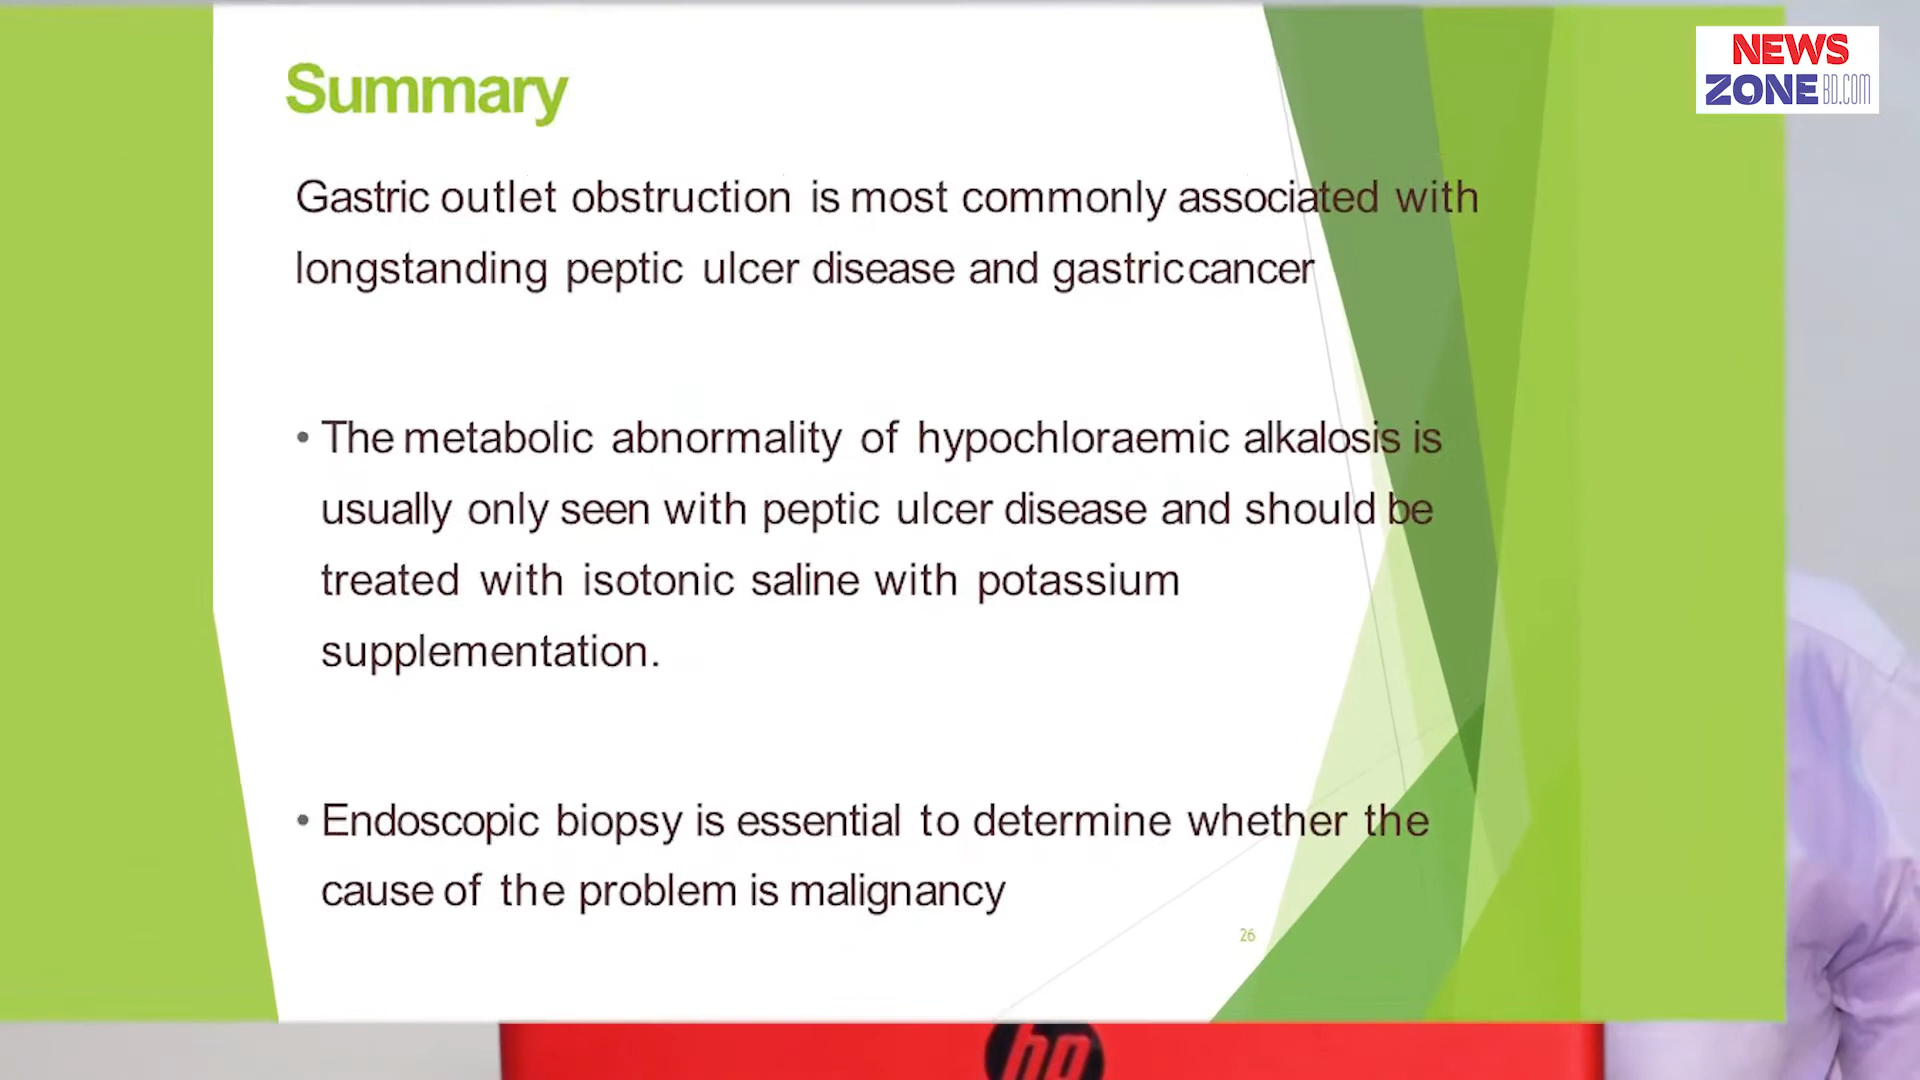 NEWS
ZONE BD.COM
Summary
Gastric outlet obstruction is most commonly associated with
longstanding peptic ulcer disease and gastriccancer
• The metabolic abnormality of hypochloraemic alkalosis is
usually only seen with peptic ulcer disease and should be
treated with isotonic saline with potassium
supplementation.
• Endoscopic biopsy is essential to determine whether the
cause of the problem is malignancy
26
hp